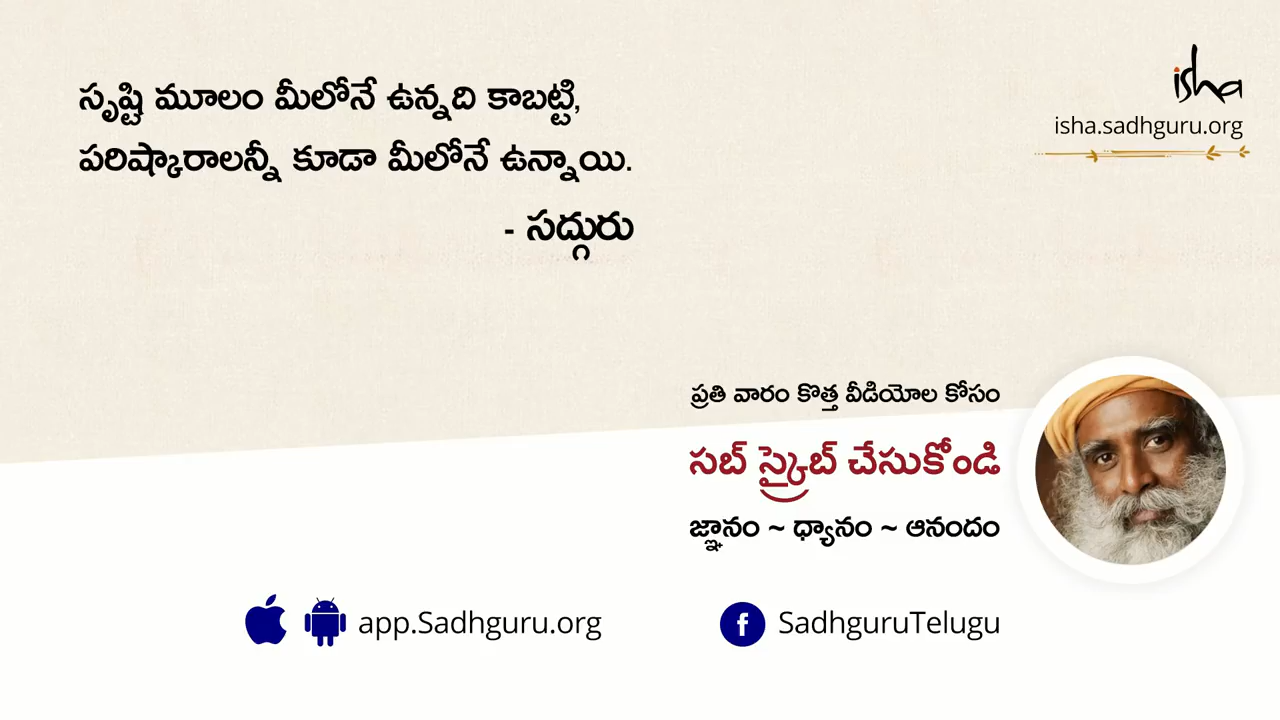 సృష్టి మూలం మీలోనే ఉన్నది కాబట్టి,
పరిష్కారాలన్నీ కూడా మీలోనే ఉన్నాయి.
- సద్గురు
isha
isha.sadhguru.org
ప్రతి వారం కొత్త వీడియోల కోసం
సబ్ స్క్రైబ్ చేసుకోండి
జ్ఞానం ~ ధ్యానం ~ ఆనందం
app.Sadhguru.org
f SadhguruTelugu